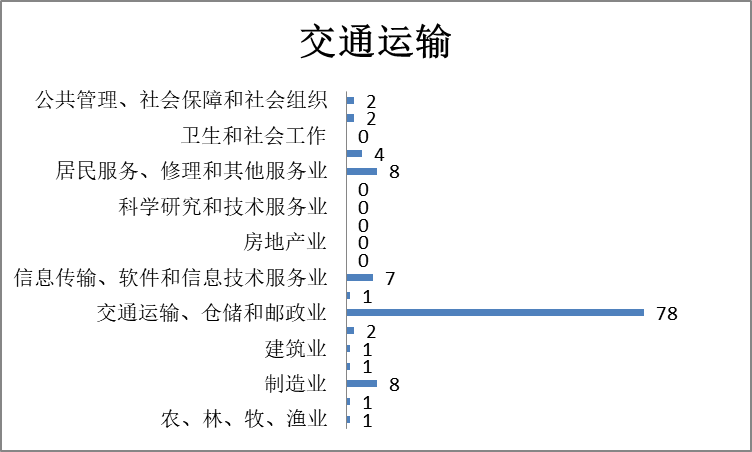 交通运输
公共管理、社会保障和社会组织 2
2
卫生和社会工作 0
4
居民服务、修理和其他服务业 8
0
科学研究和技术服务业 0
0
房地产业 0
0
信息传输、软件和信息技术服务业 7
1
交通运输、仓储和邮政业 78
2
建筑业 1
1
制造业 8
1
农、林、牧、渔业 1